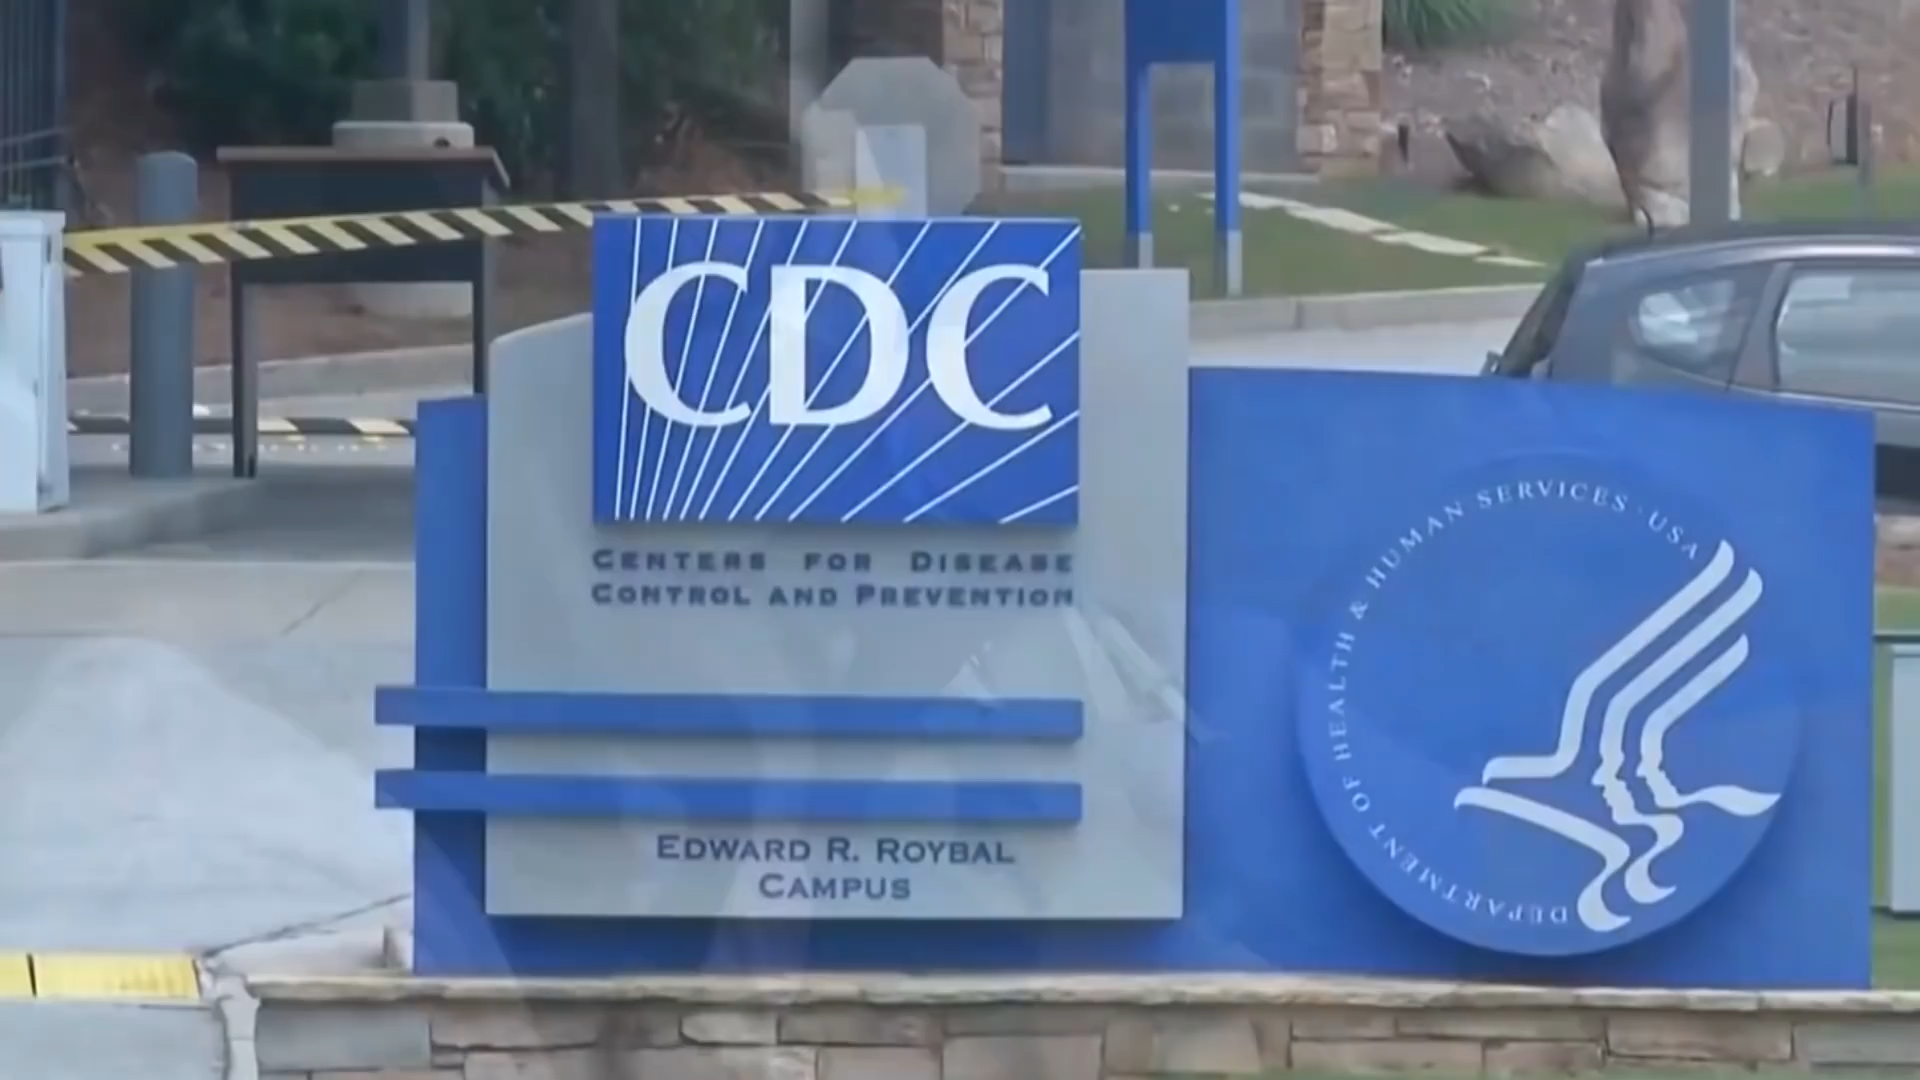 CDC
CENTERS FOR DISEASE
CONTROL AND PREVENTION
EDWARD R. ROYBAL
CAMPUS
DEPARTMENT OF HEALTH & HUMAN SERVICES · USA